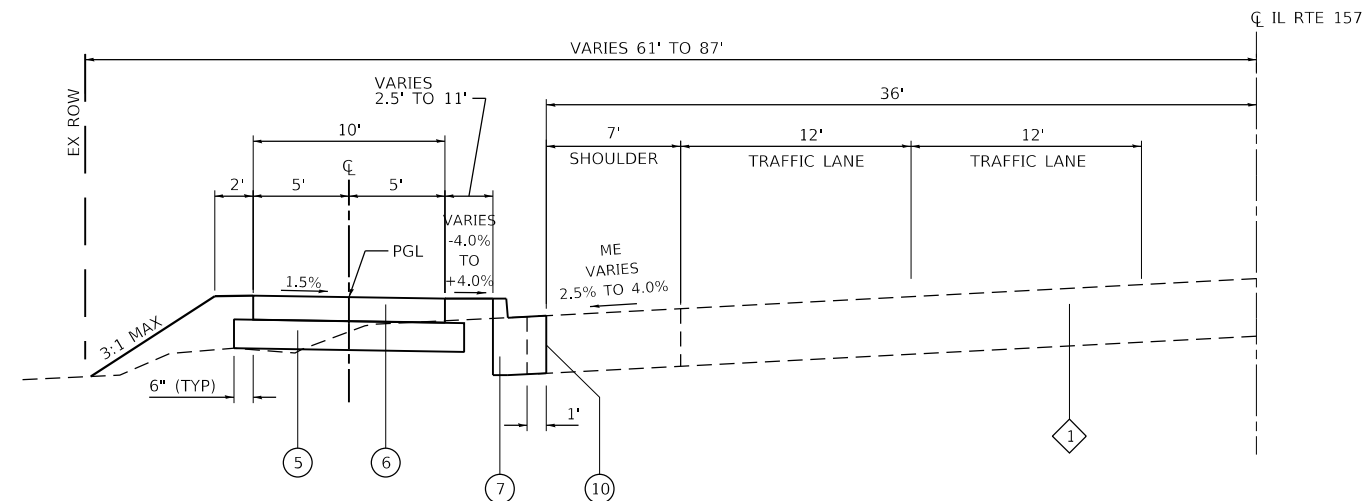 ℄ IL RTE 157
VARIES 61' TO 87'
EX ROW
VARIES
2.5' TO 11'
36'
10'
7'
SHOULDER
12'
TRAFFIC LANE
12'
TRAFFIC LANE
℄
2'
5'
5'
VARIES
-4.0%
TO
+4.0%
PGL
ME
VARIES
2.5% TO 4.0%
1.5%
3:1 MAX
6" (TYP)
1'
1
5
6
7
10